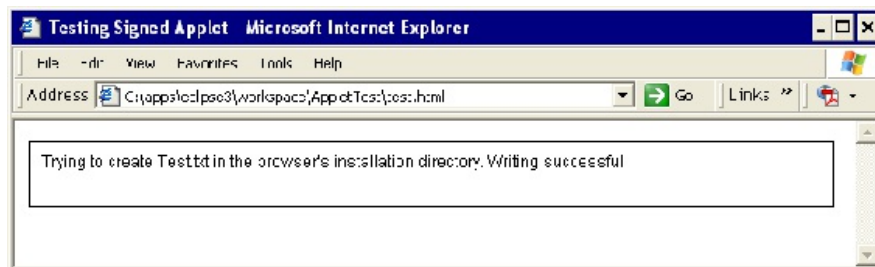 Testing Signed Applet Microsoft Internet Explorer
File Edit View Favorites Tools Help
Address C:\apps\eclipse3\workspace\AppletTest\test.html Go Links »
Trying to create Test.txt in the browser's installation directory. Writing successful